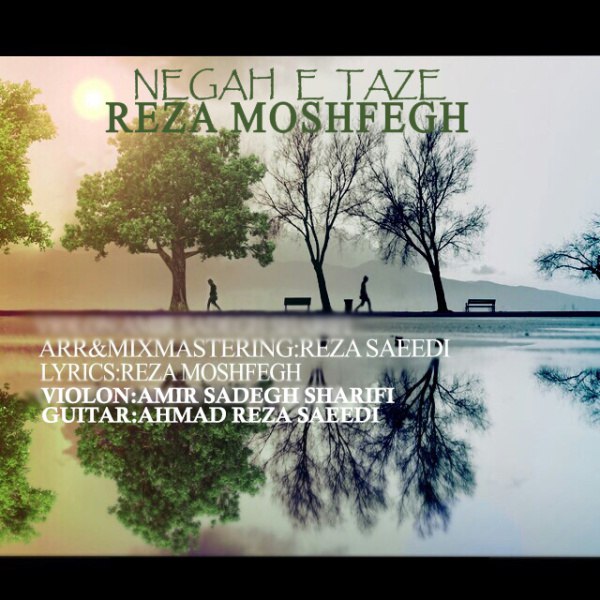 NEGAH E TAZE
REZA MOSHFEGH
ARR&MIXMASTERING:REZA SAEEDI
LYRICS:REZA MOSHFEGH
VIOLON:AMIR SADEGH SHARIFI
GUITAR:AHMAD REZA SAEEDI